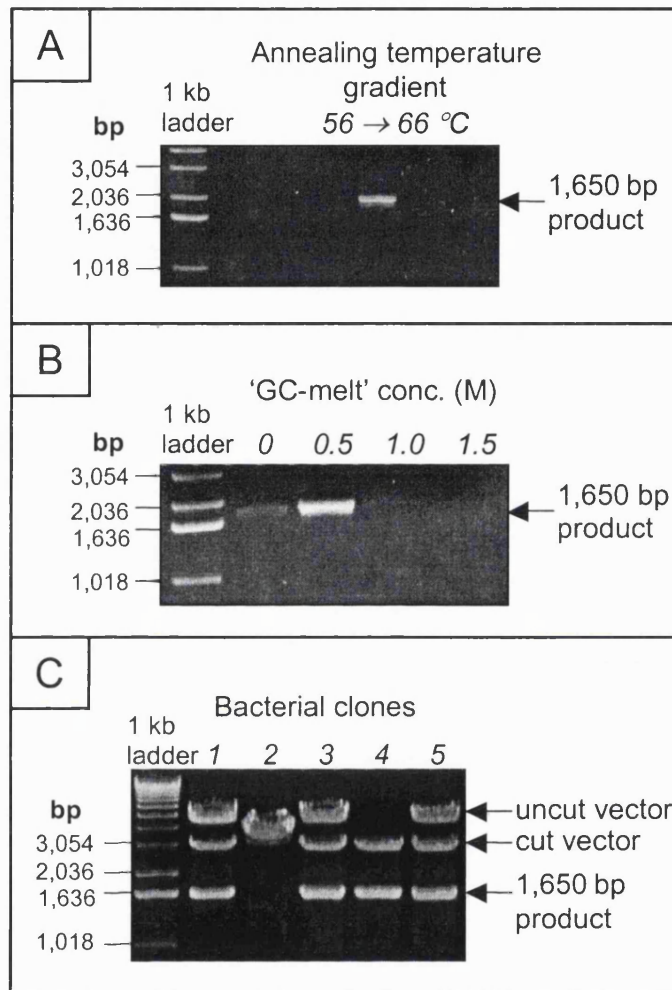 A
Annealing temperature
gradient
1 kb
ladder
56 → 66 °C
bp
3,054
2,036
1,636
1,018
1,650 bp
product
B
'GC-melt' conc. (M)
1 kb
ladder
0 0.5 1.0 1.5
bp
3,054
2,036
1,636
1,018
1,650 bp
product
C
Bacterial clones
1 kb
ladder
1 2 3 4 5
bp
3,054
2,036
1,636
1,018
uncut vector
cut vector
1,650 bp
product